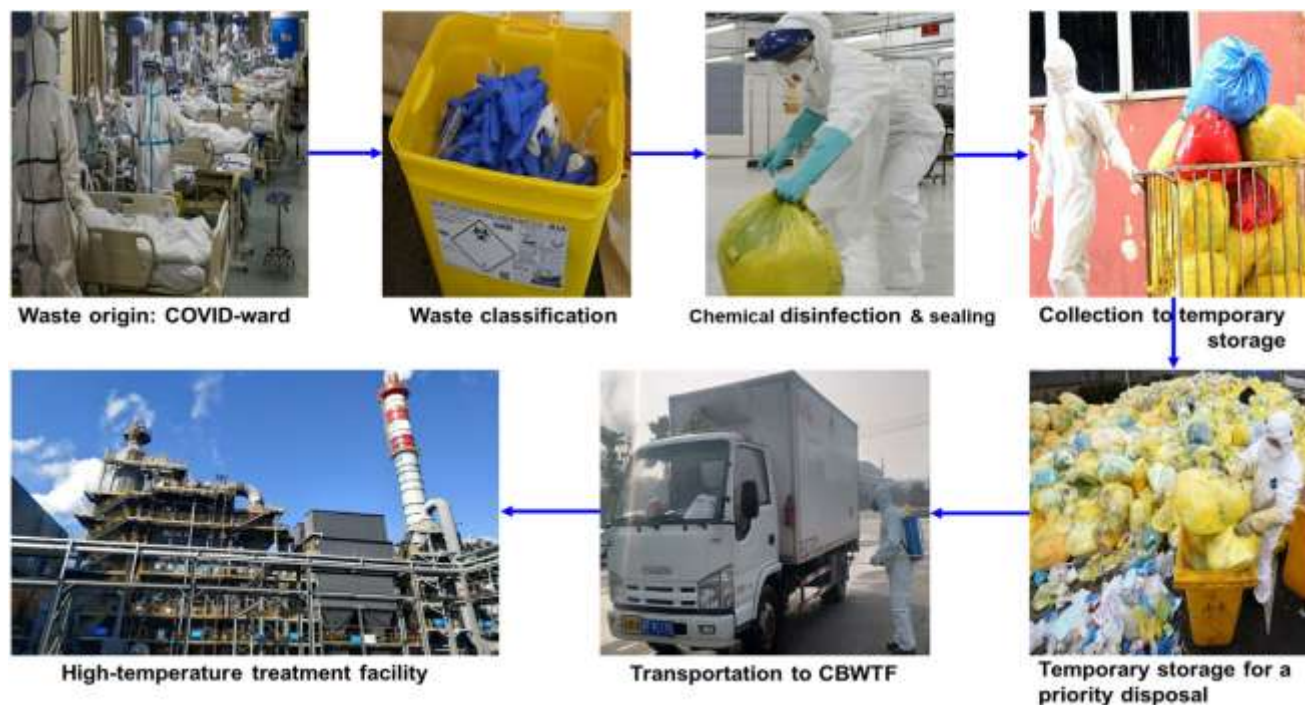 Waste origin: COVID-ward
Waste classification
Chemical disinfection & sealing
Collection to temporary
storage
High-temperature treatment facility
Transportation to CBWTF
Temporary storage for a
priority disposal